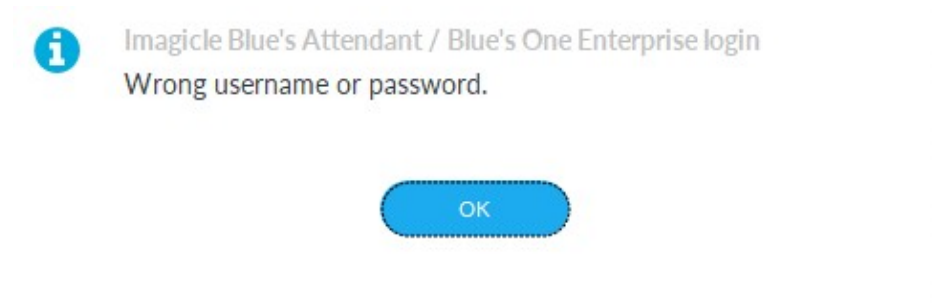 Imagicle Blue's Attendant / Blue's One Enterprise login
Wrong username or password.
OK